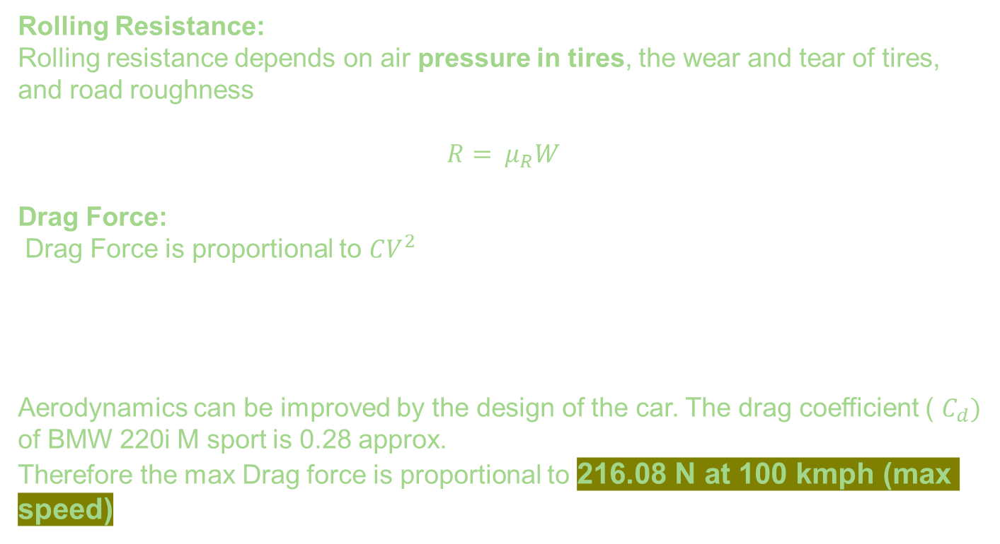 Rolling Resistance:
Rolling resistance depends on air pressure in tires, the wear and tear of tires,
and road roughness
R = μ_R W
Drag Force:
Drag Force is proportional to CV²
Aerodynamics can be improved by the design of the car. The drag coefficient ( C_d)
of BMW 220i M sport is 0.28 approx.
Therefore the max Drag force is proportional to 216.08 N at 100 kmph (max
speed)